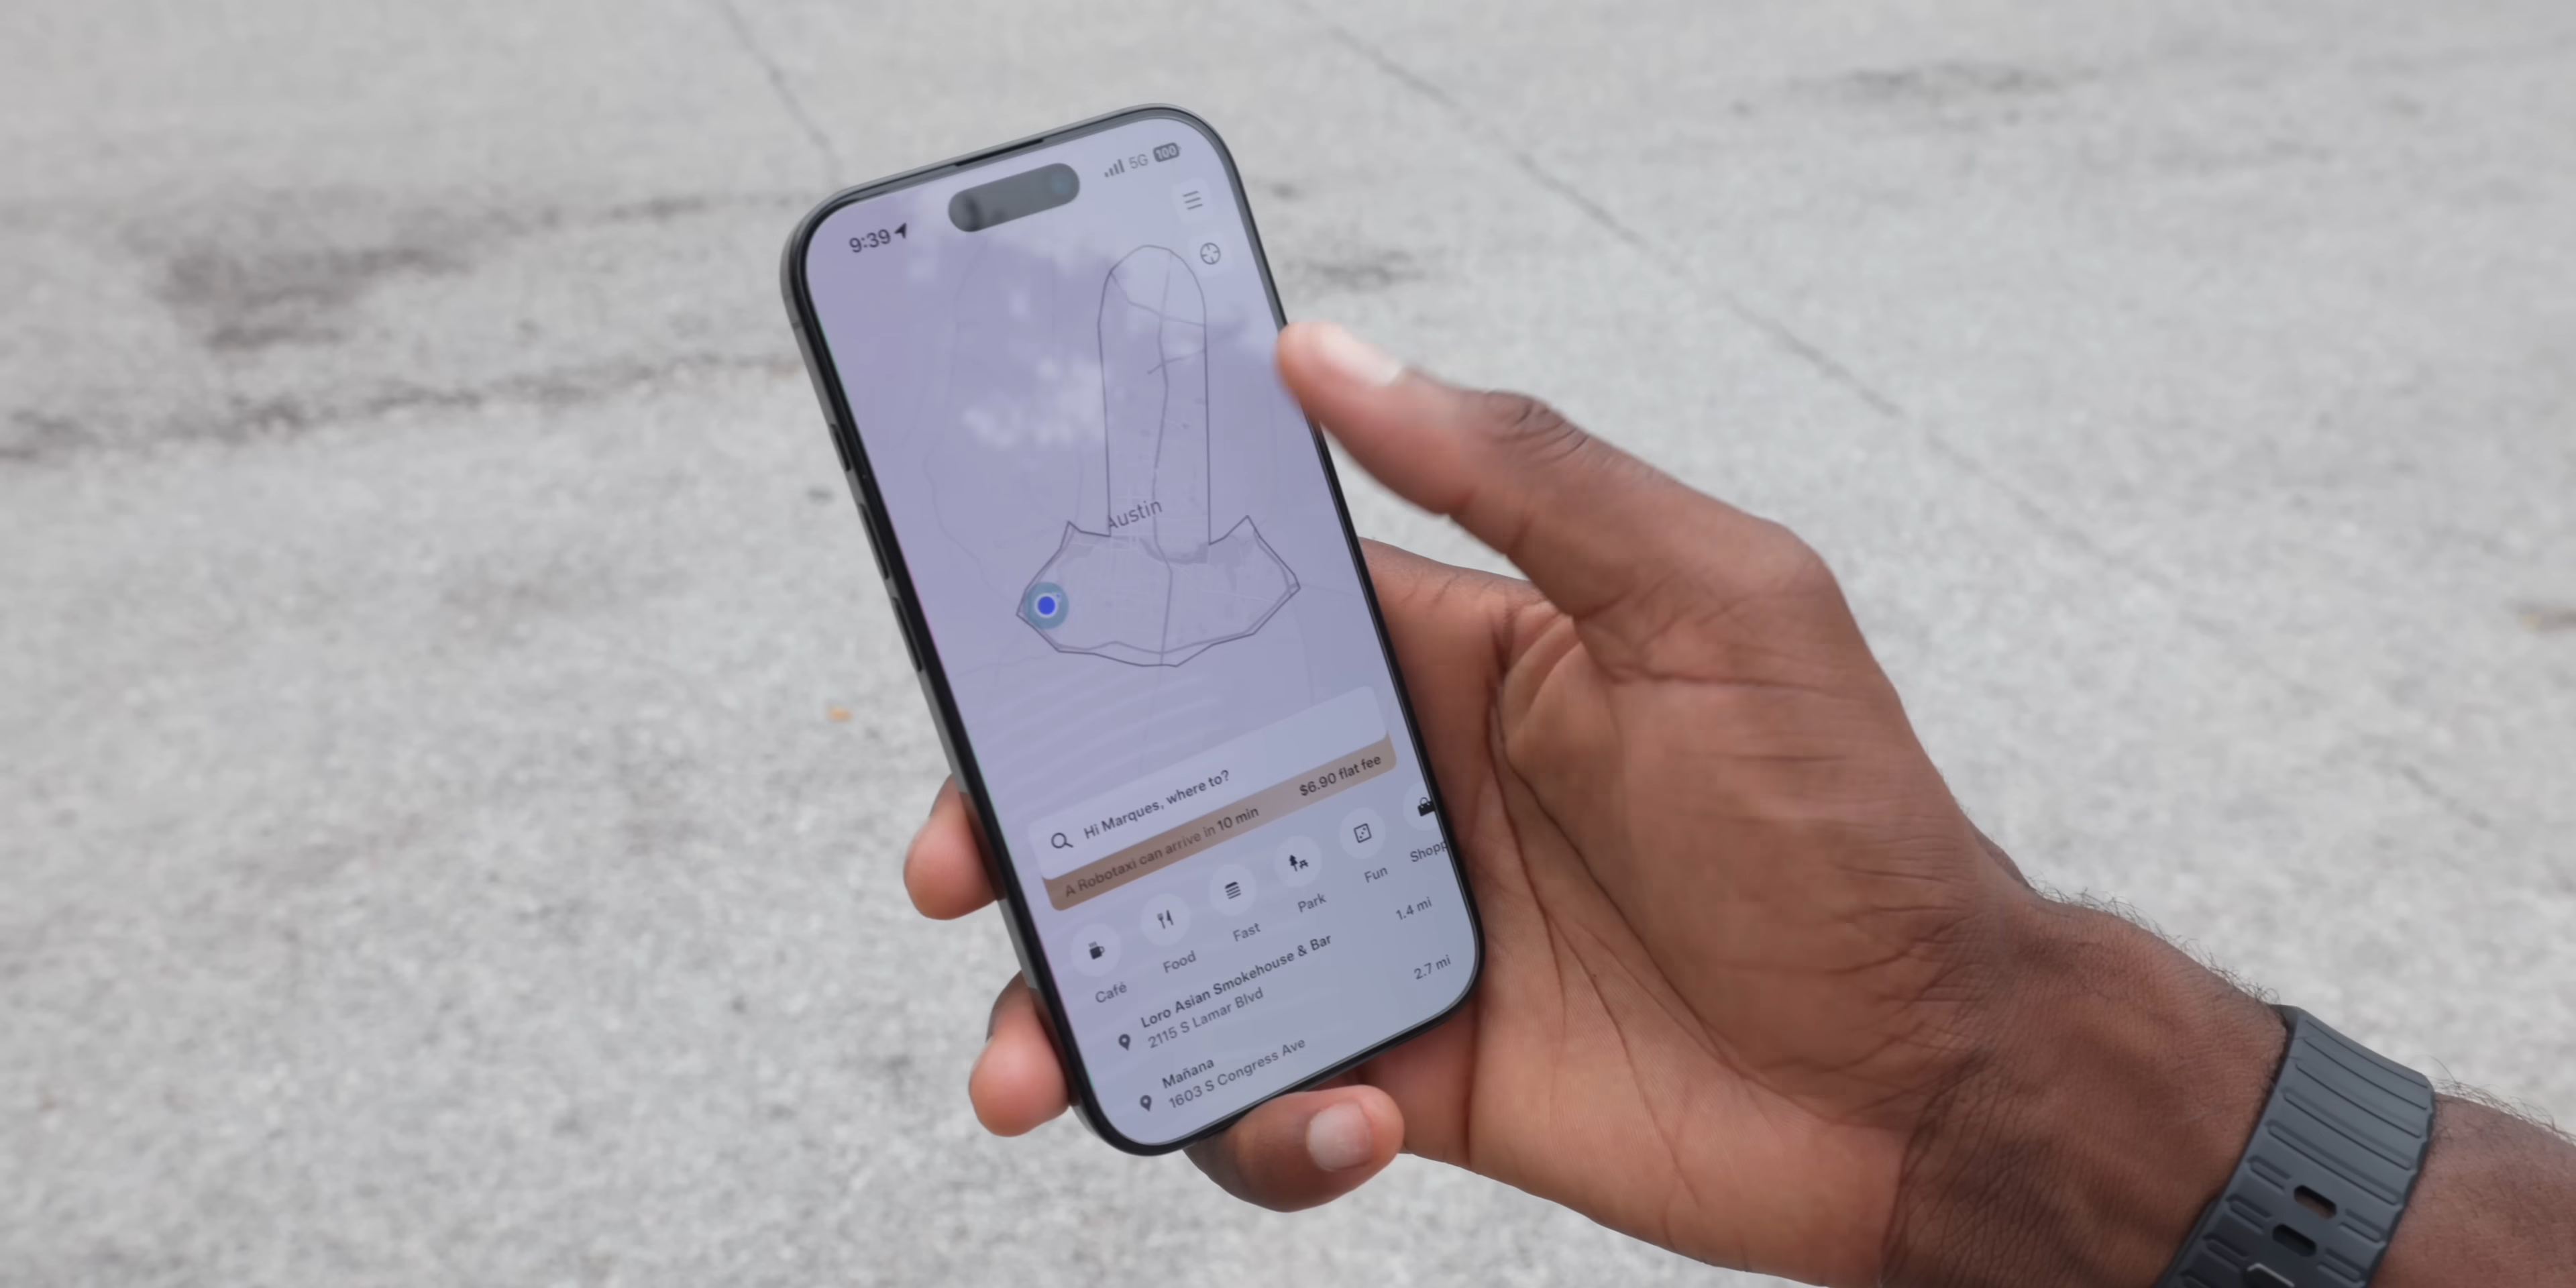 9:39
5G 100
Austin
Hi Marques, where to?
A Robotaxi can arrive in 10 min $6.90 flat fee
Café Food Fast Park Fun Shopp
Loro Asian Smokehouse & Bar 1.4 mi
2115 S Lamar Blvd
Mañana 2.7 mi
1603 S Congress Ave